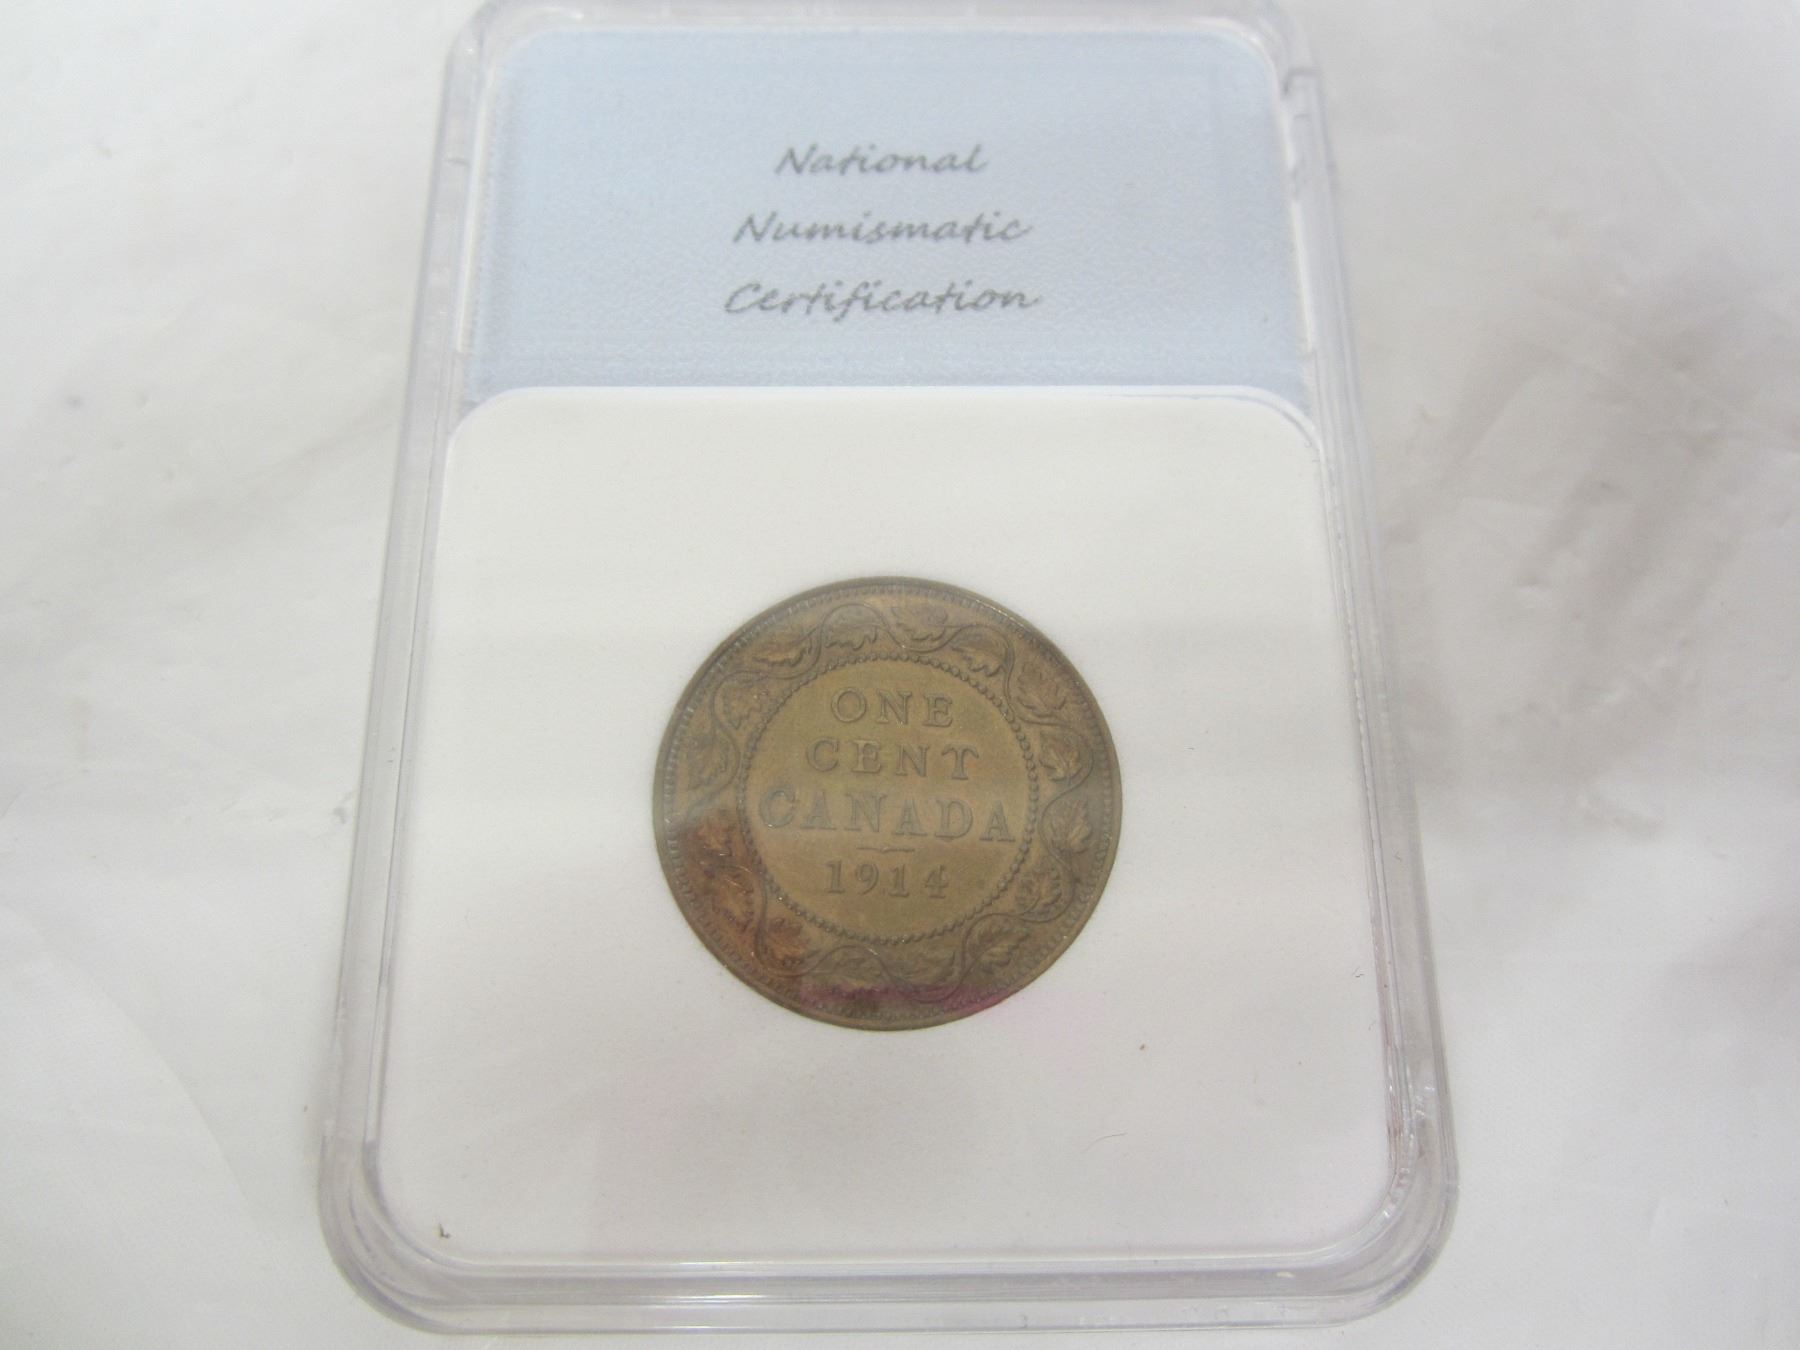 National
Numismatic
Certification
ONE
CENT
CANADA
1914